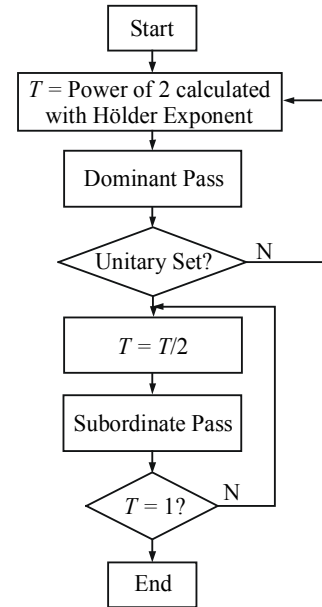 Start
T = Power of 2 calculated
with Hölder Exponent
Dominant Pass
Unitary Set?
N
T = T/2
Subordinate Pass
T = 1?
N
End